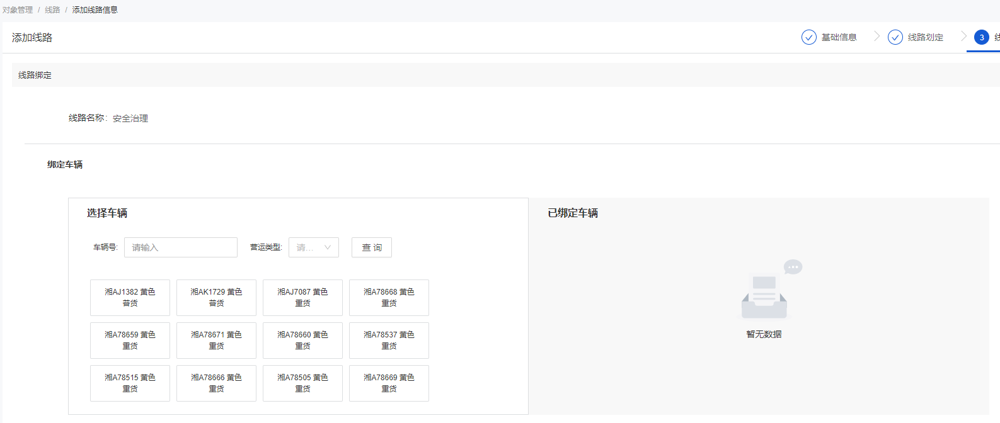 对象管理 / 线路 / 添加线路信息
添加线路
基础信息
线路划定
3
线路绑定
线路名称: 安全治理
绑定车辆
选择车辆
已绑定车辆
车辆号: 请输入 营运类型: 请... 查 询
湘AJ1382 黄色
普货
湘AK1729 黄色
普货
湘AJ7087 黄色
重货
湘A78668 黄色
重货
湘A78659 黄色
重货
湘A78671 黄色
重货
湘A78660 黄色
重货
湘A78537 黄色
重货
湘A78515 黄色
重货
湘A78666 黄色
重货
湘A78505 黄色
重货
湘A78669 黄色
重货
暂无数据